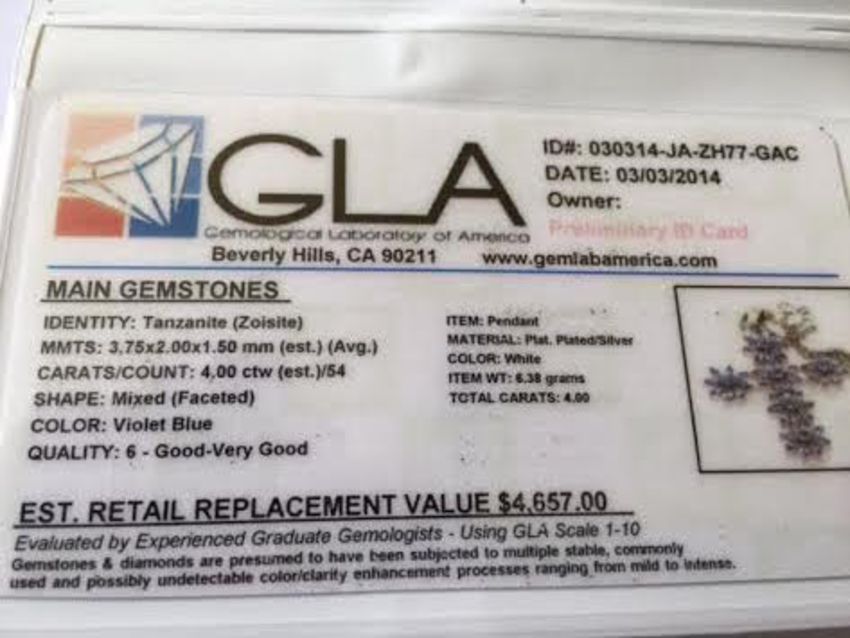 GLA
Gemological Laboratory of America
Beverly Hills, CA 90211 www.gemlabamerica.com
ID#: 030314-JA-ZH77-GAC
DATE: 03/03/2014
Owner:
Preliminary ID Card
MAIN GEMSTONES
IDENTITY: Tanzanite (Zoisite)
MMTS: 3.75x2.00x1.50 mm (est.) (Avg.)
CARATS/COUNT: 4.00 ctw (est.)/54
SHAPE: Mixed (Faceted)
COLOR: Violet Blue
QUALITY: 6 - Good-Very Good
ITEM: Pendant
MATERIAL: Plat. Plated/Silver
COLOR: White
ITEM WT: 6.38 grams
TOTAL CARATS: 4.00
EST. RETAIL REPLACEMENT VALUE $4,657.00
Evaluated by Experienced Graduate Gemologists - Using GLA Scale 1-10
Gemstones & diamonds are presumed to have been subjected to multiple stable, commonly
used and possibly undetectable color/clarity enhancement processes ranging from mild to intense.